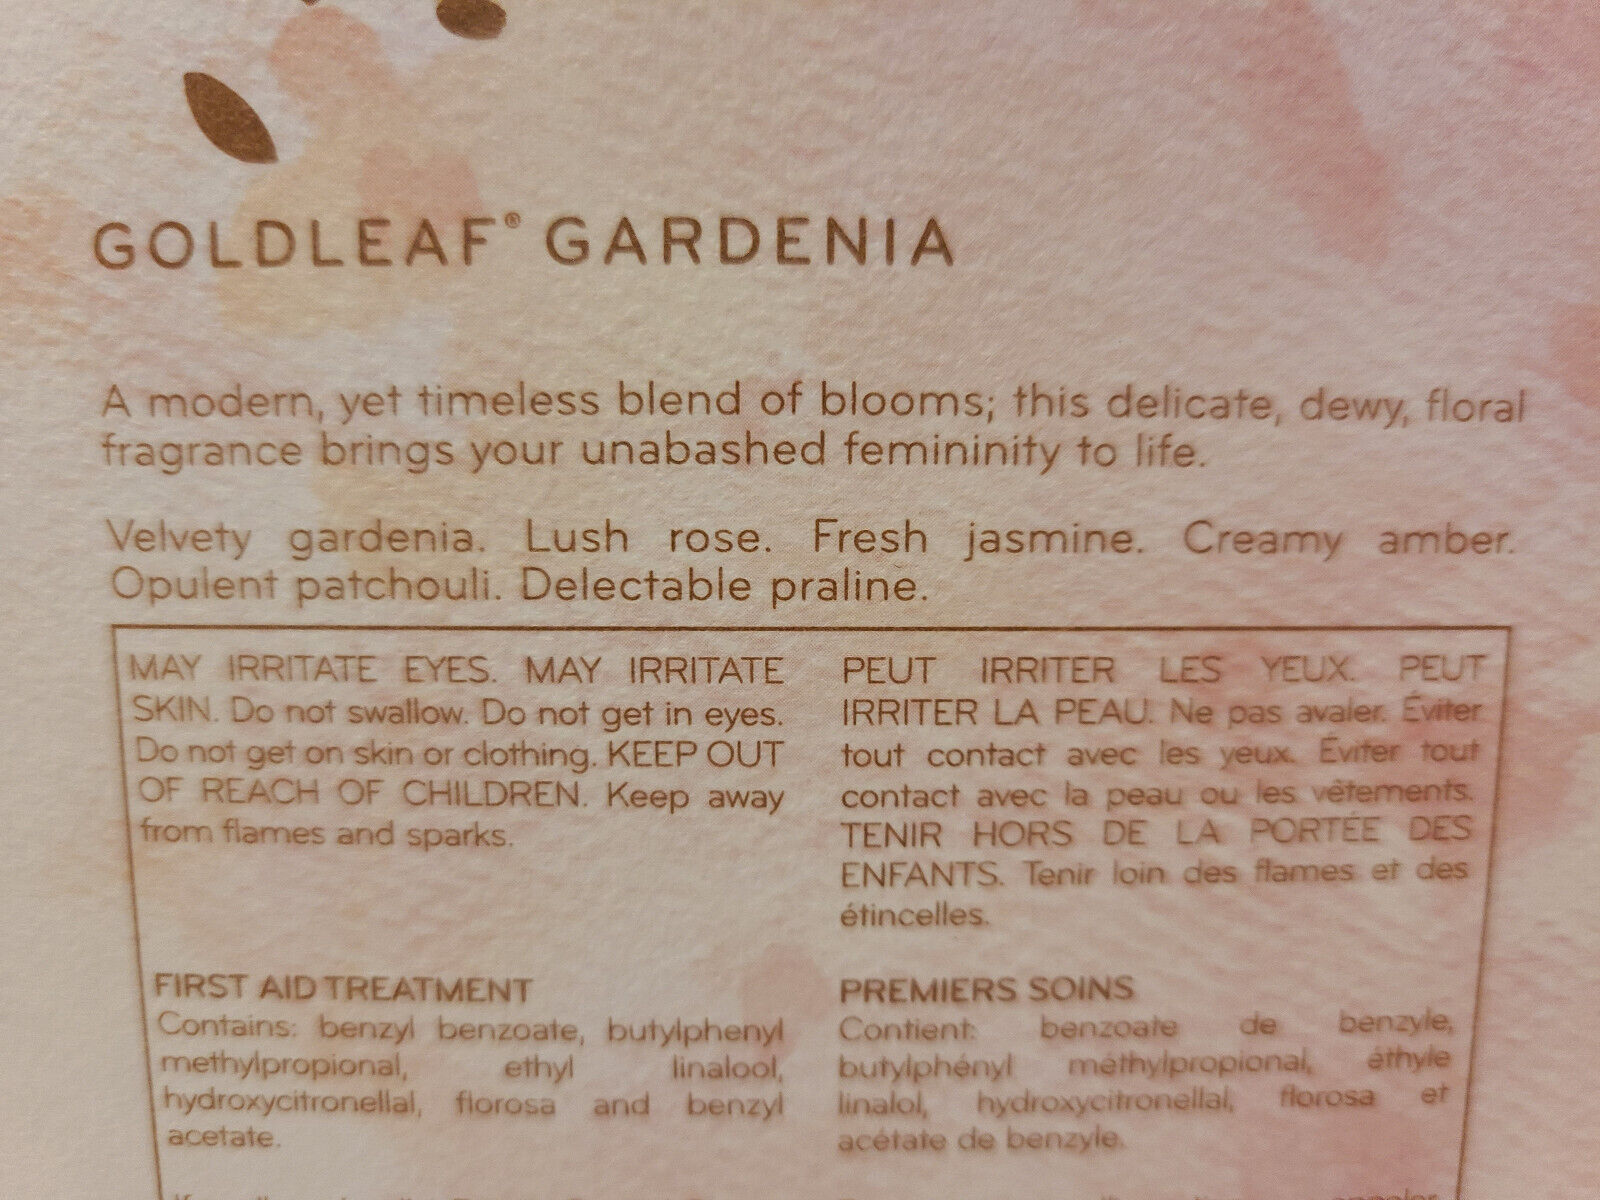 GOLDLEAF® GARDENIA
A modern, yet timeless blend of blooms; this delicate, dewy, floral
fragrance brings your unabashed femininity to life.
Velvety gardenia. Lush rose. Fresh jasmine. Creamy amber.
Opulent patchouli. Delectable praline.
MAY IRRITATE EYES. MAY IRRITATE
SKIN. Do not swallow. Do not get in eyes.
Do not get on skin or clothing. KEEP OUT
OF REACH OF CHILDREN. Keep away
from flames and sparks.
FIRST AID TREATMENT
Contains: benzyl benzoate, butylphenyl
methylpropional, ethyl linalool,
hydroxycitronellal, florosa and benzyl
acetate.
PEUT IRRITER LES YEUX. PEUT
IRRITER LA PEAU. Ne pas avaler. Éviter
tout contact avec les yeux. Éviter tout
contact avec la peau ou les vêtements.
TENIR HORS DE LA PORTÉE DES
ENFANTS. Tenir loin des flames et des
étincelles.
PREMIERS SOINS
Contient: benzoate de benzyle,
butylphényl méthylpropional, éthyle
linalol, hydroxycitronellal, florosa et
acétate de benzyle.